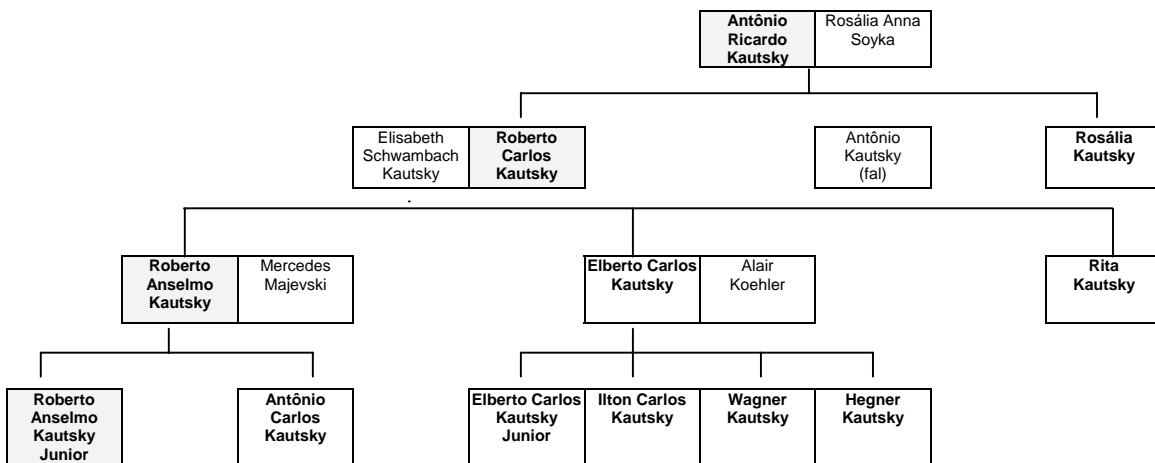 Antônio
Ricardo
Kautsky
Rosália Anna
Soyka
Elisabeth
Schwambach
Kautsky
Roberto
Carlos
Kautsky
Antônio
Kautsky
(fal)
Rosália
Kautsky
Roberto
Anselmo
Kautsky
Mercedes
Majevski
Elberto Carlos
Kautsky
Alair
Koehler
Rita
Kautsky
Roberto
Anselmo
Kautsky
Junior
Antônio
Carlos
Kautsky
Elberto Carlos
Kautsky
Junior
Ilton Carlos
Kautsky
Wagner
Kautsky
Hegner
Kautsky